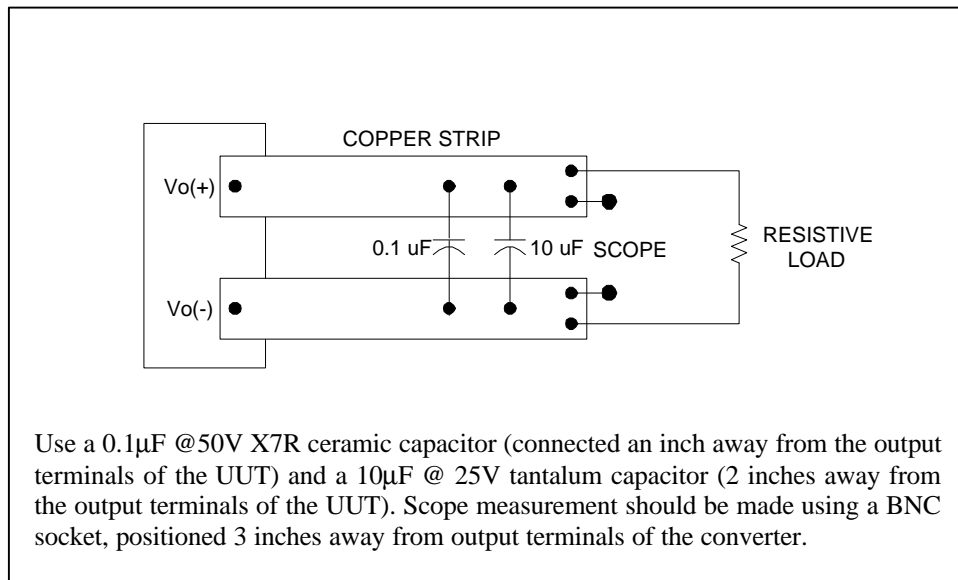 COPPER STRIP
Vo(+)
0.1 uF
10 uF
SCOPE
RESISTIVE
LOAD
Vo(-)
Use a 0.1μF @50V X7R ceramic capacitor (connected an inch away from the output
terminals of the UUT) and a 10μF @ 25V tantalum capacitor (2 inches away from
the output terminals of the UUT). Scope measurement should be made using a BNC
socket, positioned 3 inches away from output terminals of the converter.